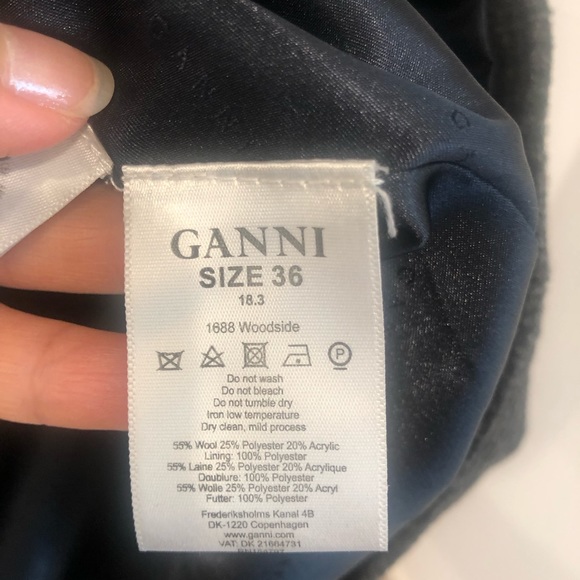 GANNI
SIZE 36
18.3
1688 Woodside
P
Do not wash
Do not bleach
Do not tumble dry
Iron low temperature
Dry clean, mild process
55% Wool 25% Polyester 20% Acrylic
Lining: 100% Polyester
55% Laine 25% Polyester 20% Acrylique
Doublure: 100% Polyester
55% Wolle 25% Polyester 20% Acryl
Futter: 100% Polyester
Frederiksholms Kanal 4B
DK-1220 Copenhagen
www.ganni.com
VAT: DK 21684731